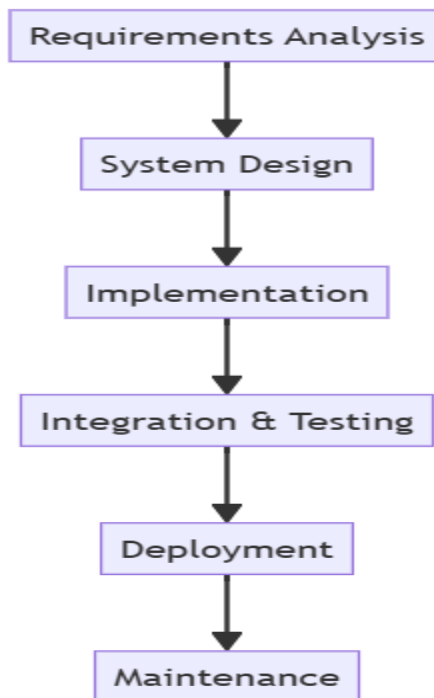 Requirements Analysis
System Design
Implementation
Integration & Testing
Deployment
Maintenance